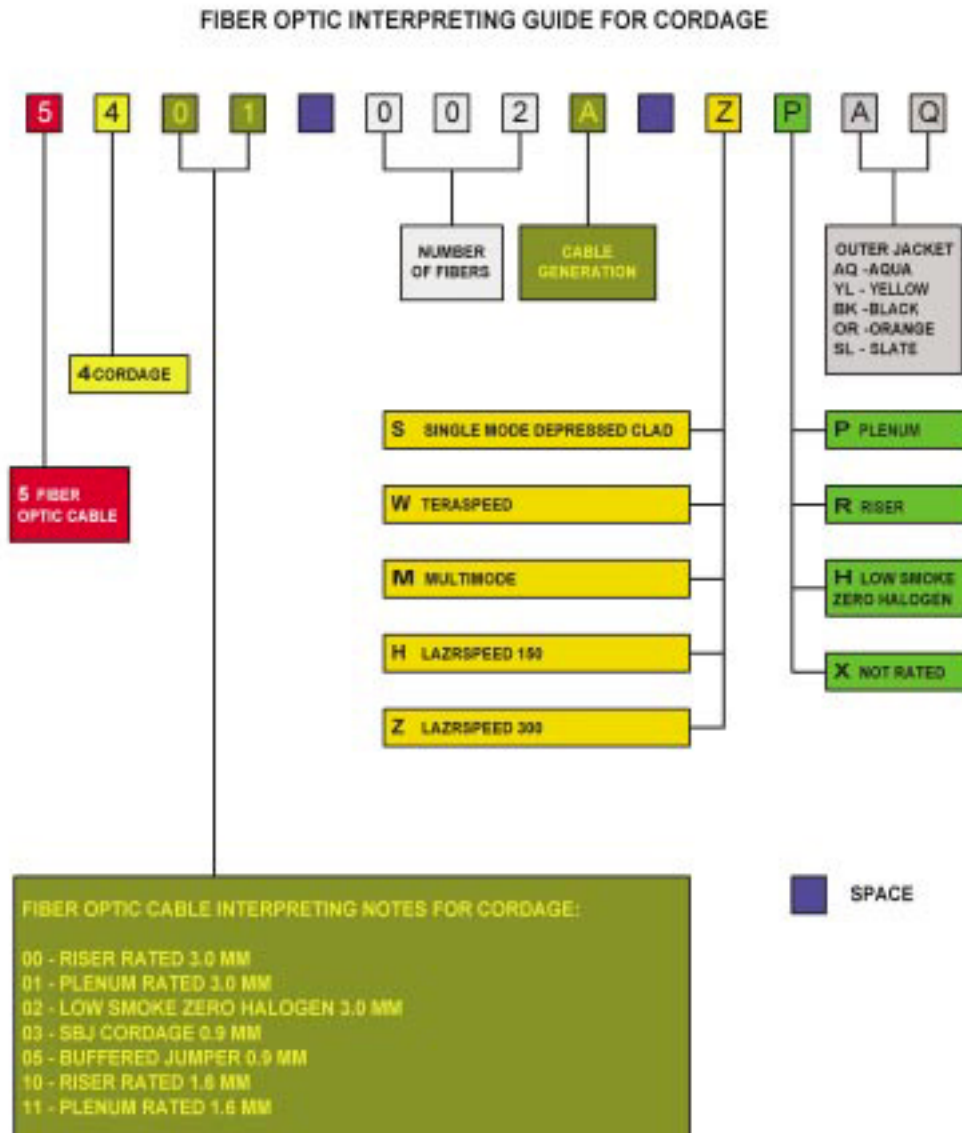 FIBER OPTIC INTERPRETING GUIDE FOR CORDAGE
5 4 0 1 0 0 2 A Z P A Q
NUMBER
OF FIBERS
CABLE
GENERATION
OUTER JACKET
AQ -AQUA
YL - YELLOW
BK -BLACK
OR -ORANGE
SL - SLATE
4 CORDAGE
S SINGLE MODE DEPRESSED CLAD
P PLENUM
5 FIBER
OPTIC CABLE
W TERASPEED
R RISER
M MULTIMODE
H LOW SMOKE
ZERO HALOGEN
H LAZRSPEED 150
X NOT RATED
Z LAZRSPEED 300
FIBER OPTIC CABLE INTERPRETING NOTES FOR CORDAGE:
00 - RISER RATED 3.0 MM
01 - PLENUM RATED 3.0 MM
02 - LOW SMOKE ZERO HALOGEN 3.0 MM
03 - SBJ CORDAGE 0.9 MM
05 - BUFFERED JUMPER 0.9 MM
10 - RISER RATED 1.6 MM
11 - PLENUM RATED 1.6 MM
SPACE